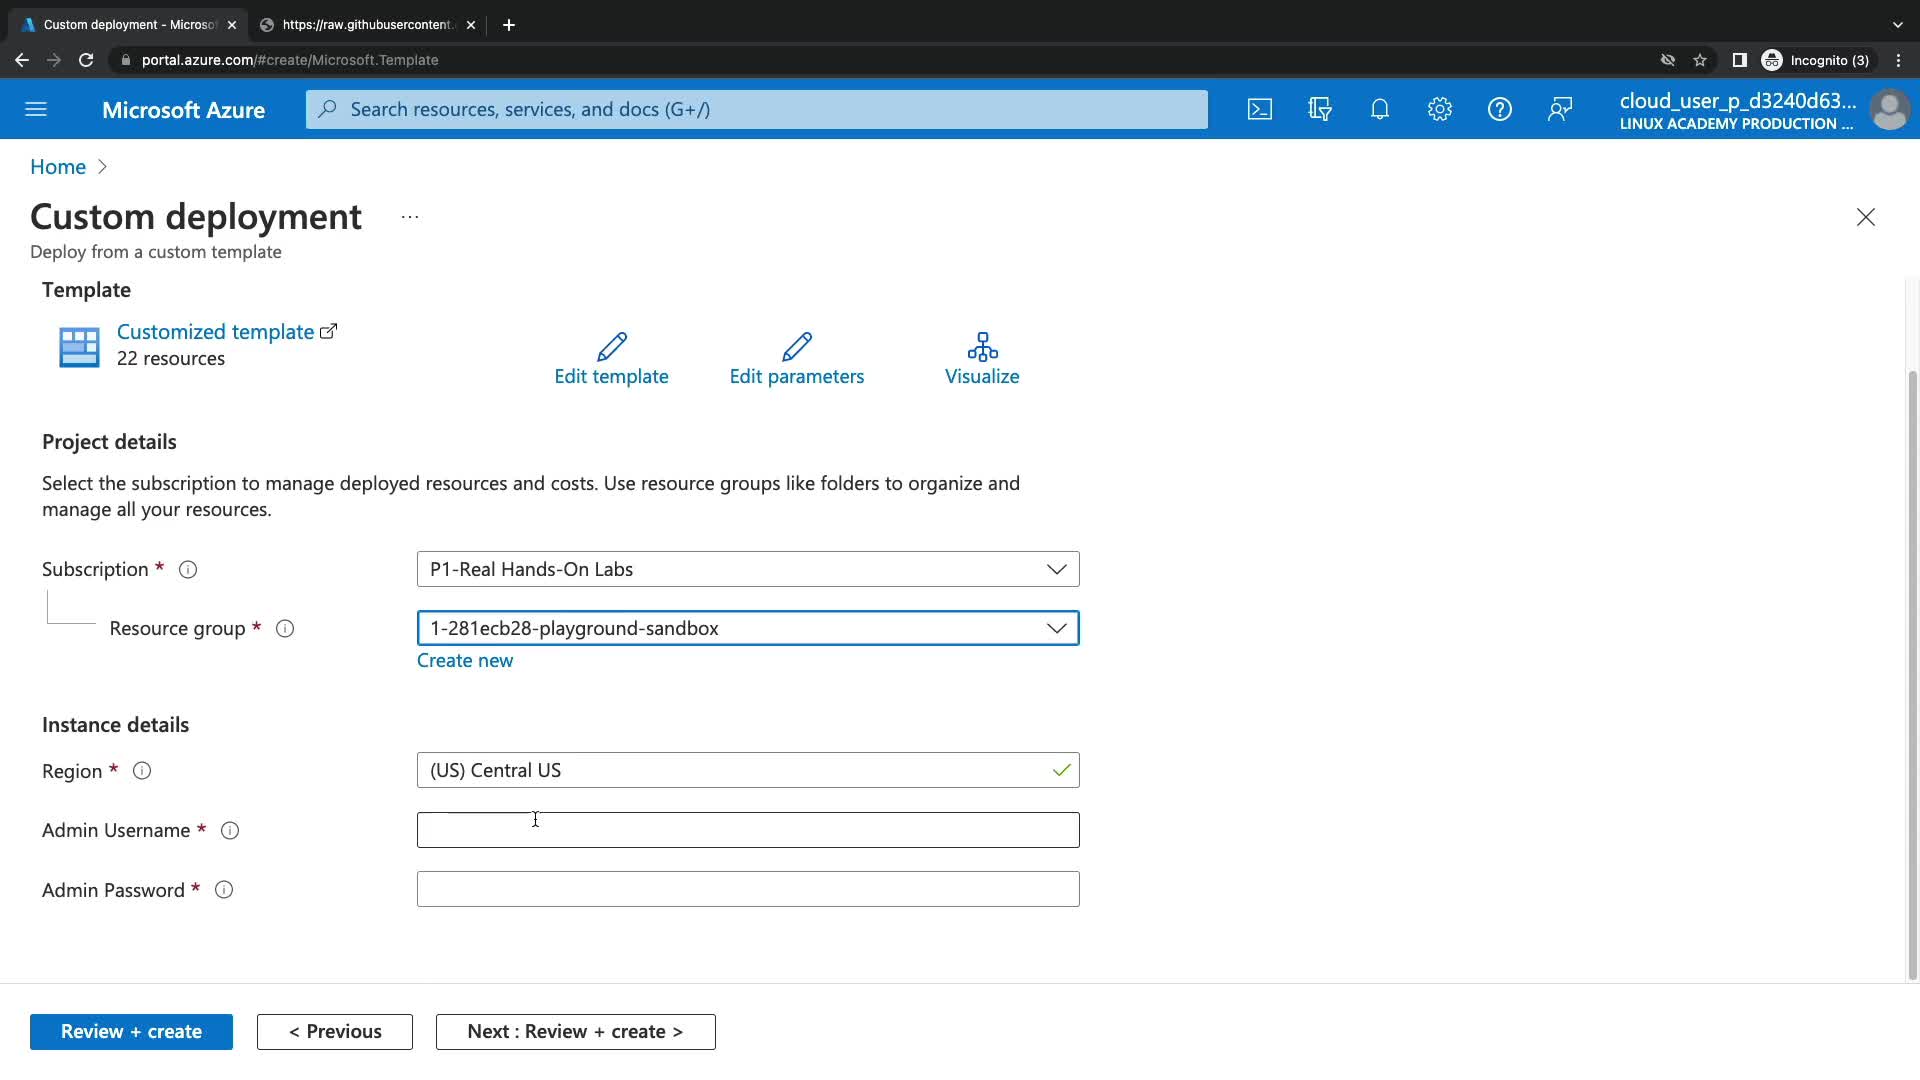 Custom deployment - Microsof
https://raw.githubusercontent.
portal.azure.com/#create/Microsoft.Template
Incognito (3)
Microsoft Azure
Search resources, services, and docs (G+/)
cloud_user_p_d3240d63...
LINUX ACADEMY PRODUCTION ...
Home >
Custom deployment ...
Deploy from a custom template
Template
Customized template
22 resources
Edit template
Edit parameters
Visualize
Project details
Select the subscription to manage deployed resources and costs. Use resource groups like folders to organize and
manage all your resources.
Subscription *
P1-Real Hands-On Labs
Resource group *
1-281ecb28-playground-sandbox
Create new
Instance details
Region *
(US) Central US
Admin Username *
Admin Password *
Review + create
< Previous
Next : Review + create >